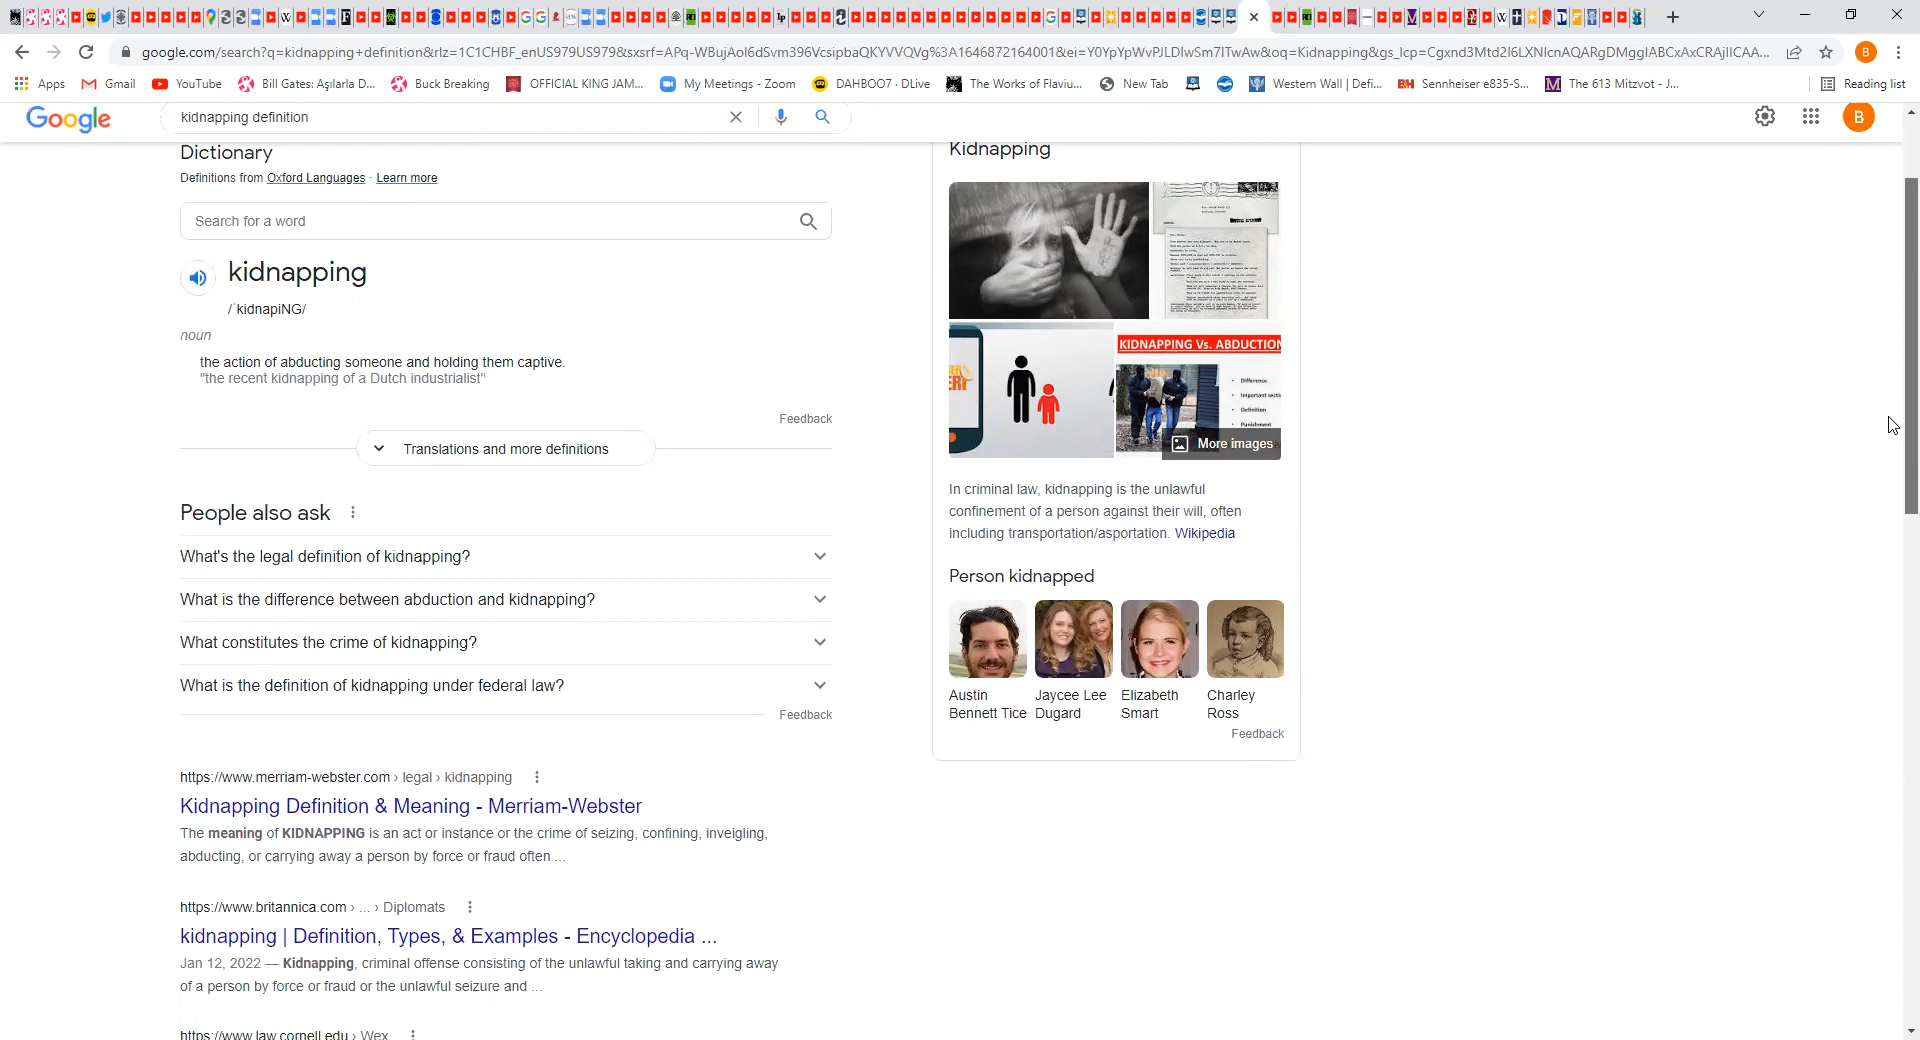 google.com/search?q=kidnapping+definition&rlz=1C1CHBF_enUS979US979&sxsrf=
Apps
Gmail
YouTube
Bill Gates: Aşılarla D...
Buck Breaking
OFFICIAL KING JAM...
My Meetings - Zoom
DAHBOO7 · DLive
The Works of Flaviu...
New Tab
Western Wall | Defi...
Sennheiser e835-S...
The 613 Mitzvot - J...
Reading list
Google
kidnapping definition
B
B
Dictionary
Definitions from Oxford Languages · Learn more
Search for a word
kidnapping
/ˈkidnapiNG/
noun
the action of abducting someone and holding them captive.
"the recent kidnapping of a Dutch industrialist"
Feedback
Translations and more definitions
People also ask
What's the legal definition of kidnapping?
What is the difference between abduction and kidnapping?
What constitutes the crime of kidnapping?
What is the definition of kidnapping under federal law?
Feedback
https://www.merriam-webster.com › legal › kidnapping
Kidnapping Definition & Meaning - Merriam-Webster
The meaning of KIDNAPPING is an act or instance or the crime of seizing, confining, inveigling,
abducting, or carrying away a person by force or fraud often ...
https://www.britannica.com › ... › Diplomats
kidnapping | Definition, Types, & Examples - Encyclopedia ...
Jan 12, 2022 — Kidnapping, criminal offense consisting of the unlawful taking and carrying away
of a person by force or fraud or the unlawful seizure and ...
https://www.law.cornell.edu › Wex
Kidnapping
KIDNAPPING Vs. ABDUCTION
Difference
Important secti
Definition
Punishment
More images
In criminal law, kidnapping is the unlawful
confinement of a person against their will, often
including transportation/asportation. Wikipedia
Person kidnapped
Austin
Bennett Tice
Jaycee Lee
Dugard
Elizabeth
Smart
Charley
Ross
Feedback